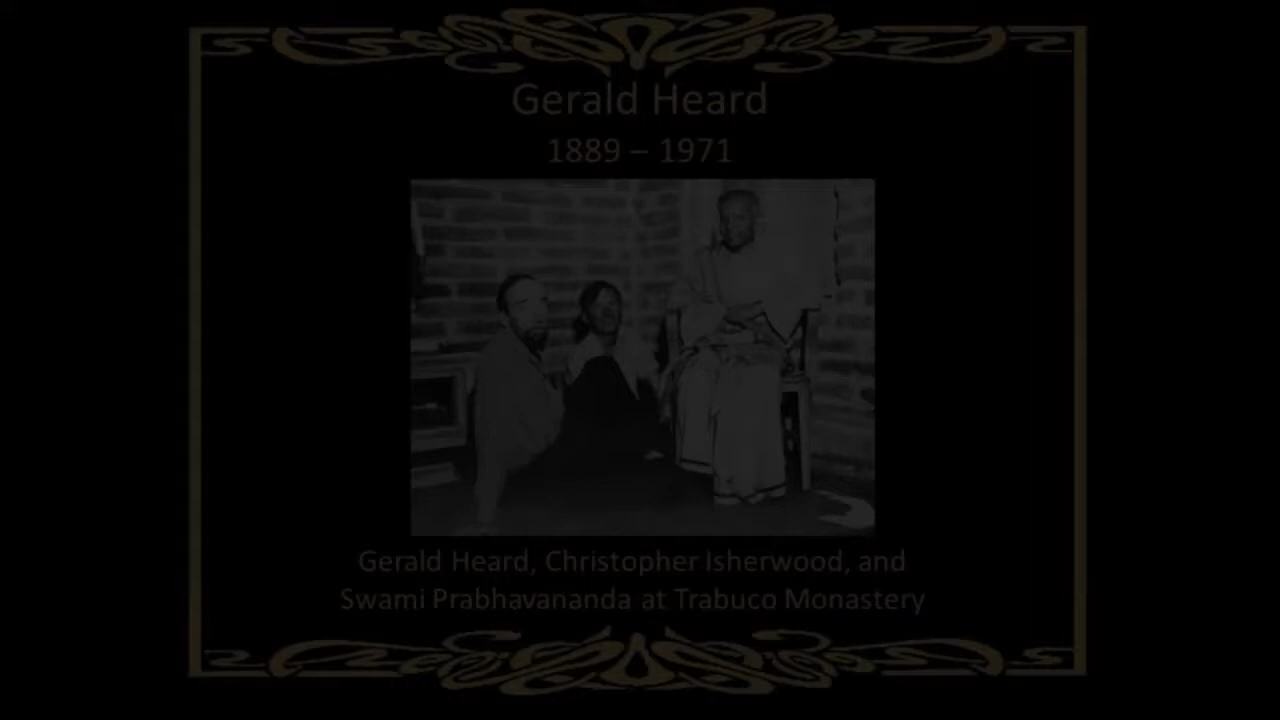 Gerald Heard
1889 – 1971
Gerald Heard, Christopher Isherwood, and
Swami Prabhavananda at Trabuco Monastery